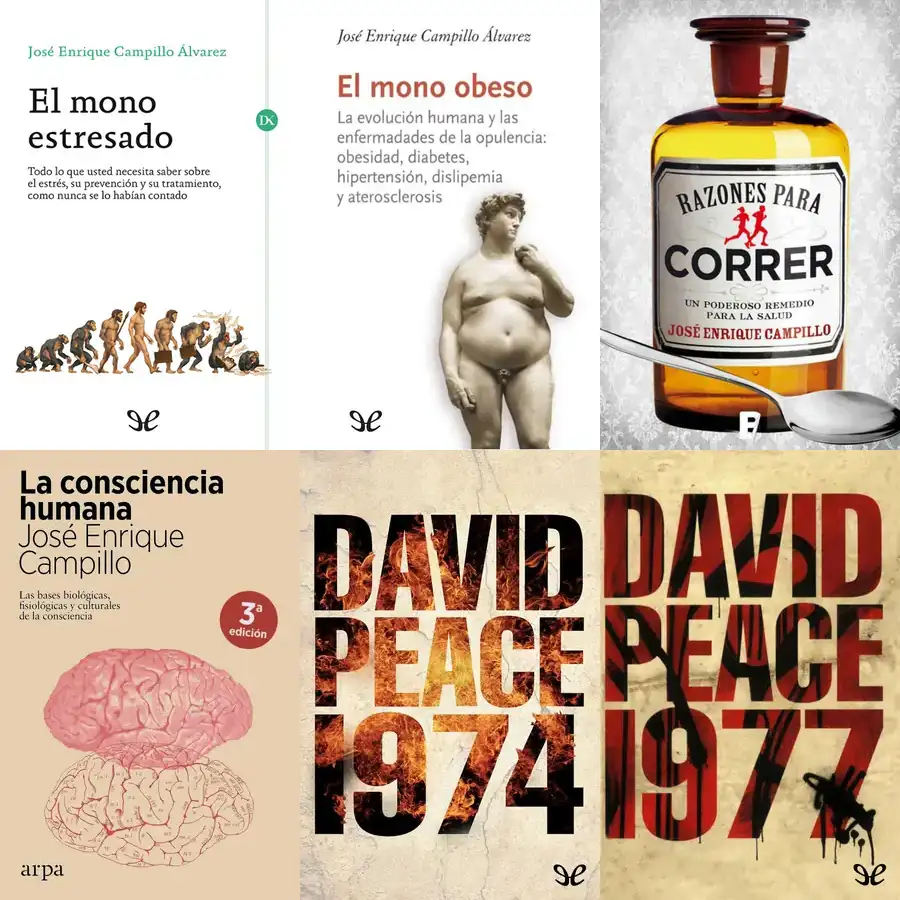 José Enrique Campillo Álvarez
El mono
estresado
Todo lo que usted necesita saber sobre
el estrés, su prevención y su tratamiento,
como nunca se lo habían contado
DK
José Enrique Campillo Álvarez
El mono obeso
La evolución humana y las
enfermedades de la opulencia:
obesidad, diabetes,
hipertensión, dislipemia
y aterosclerosis
RAZONES PARA
CORRER
UN PODEROSO REMEDIO
PARA LA SALUD
JOSÉ ENRIQUE CAMPILLO
B
La consciencia
humana
José Enrique
Campillo
Las bases biológicas,
fisiológicas y culturales
de la consciencia
3ª
edición
arpa
DAVID
PEACE
1974
DAVID
PEACE
1977